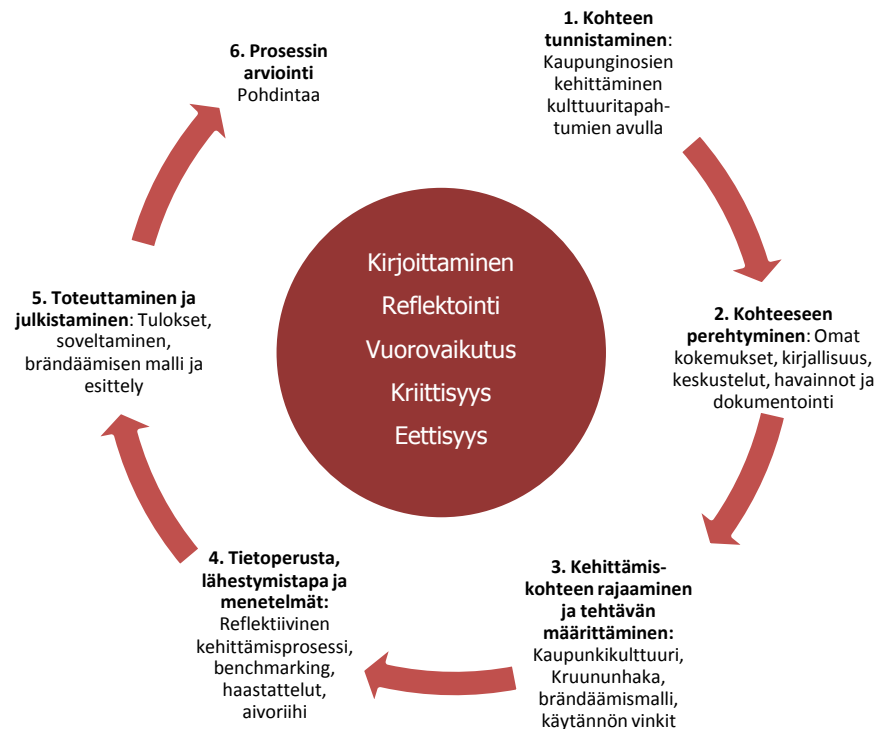 1. Kohteen
tunnistaminen:
Kaupunginosien
kehittäminen
kulttuuritapah-
tumien avulla
2. Kohteeseen
perehtyminen: Omat
kokemukset, kirjallisuus,
keskustelut, havainnot ja
dokumentointi
3. Kehittämis-
kohteen rajaaminen
ja tehtävän
määrittäminen:
Kaupunkikulttuuri,
Kruununhaka,
brändäämismalli,
käytännön vinkit
4. Tietoperusta,
lähestymistapa ja
menetelmät:
Reflektiivinen
kehittämisprosessi,
benchmarking,
haastattelut,
aivoriihi
5. Toteuttaminen ja
julkistaminen: Tulokset,
soveltaminen,
brändäämisen malli ja
esittely
6. Prosessin
arviointi
Pohdintaa
Kirjoittaminen
Reflektointi
Vuorovaikutus
Kriittisyys
Eettisyys